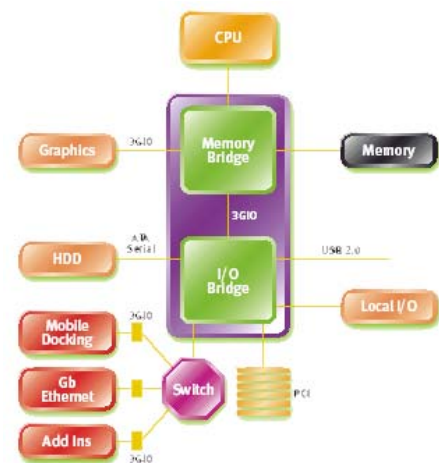 CPU
3GIO
Graphics
Memory
Bridge
Memory
3GIO
ATA
Serial
HDD
I/O
Bridge
USB 2.0
Local I/O
Mobile
Docking
3GIO
Gb
Ethernet
Switch
PCI
Add Ins
3GIO